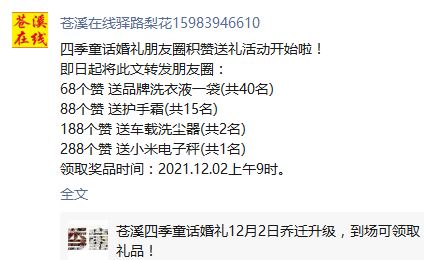 苍溪
在线
苍溪在线驿路梨花15983946610
四季童话婚礼朋友圈积赞送礼活动开始啦！
即日起将此文转发朋友圈：
68个赞 送品牌洗衣液一袋(共40名)
88个赞 送护手霜(共15名)
188个赞 送车载洗尘器(共2名)
288个赞 送小米电子秤(共1名)
领取奖品时间：2021.12.02上午9时。
全文
苍溪四季童话婚礼12月2日乔迁升级，到场可领取
礼品！